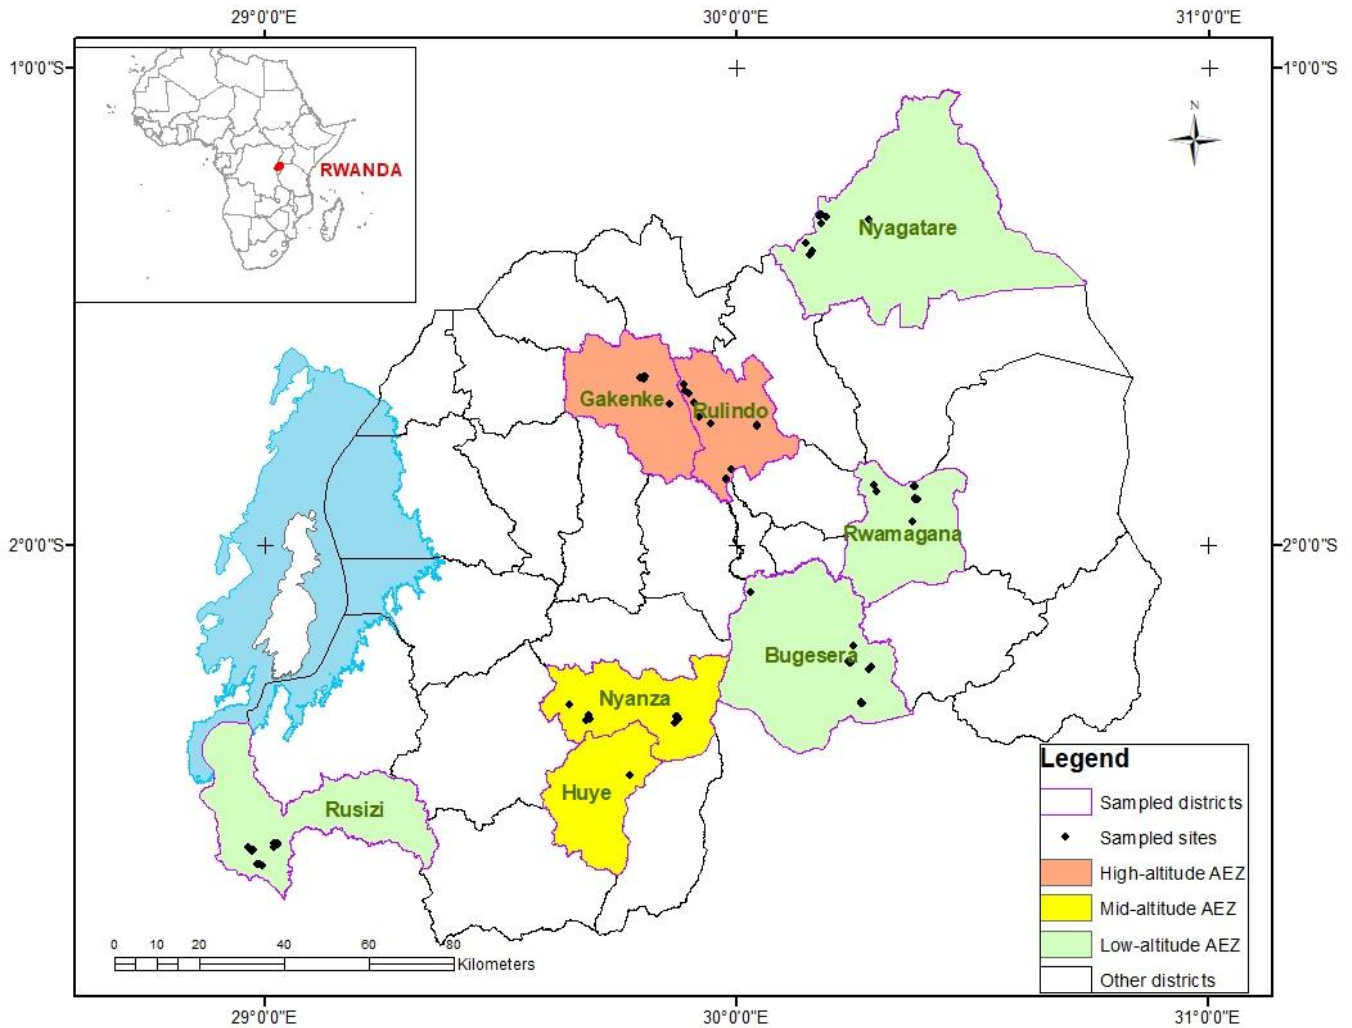 29°0'0"E 30°0'0"E 31°0'0"E
1°0'0"S 1°0'0"S
N
RWANDA
Nyagatare
Gakenke
Rulindo
Rwamagana
2°0'0"S 2°0'0"S
Bugesera
Nyanza
Huye
Rusizi
Legend
Sampled districts
Sampled sites
High-altitude AEZ
Mid-altitude AEZ
Low-altitude AEZ
Other districts
0 10 20 40 60 80
Kilometers
29°0'0"E 30°0'0"E 31°0'0"E